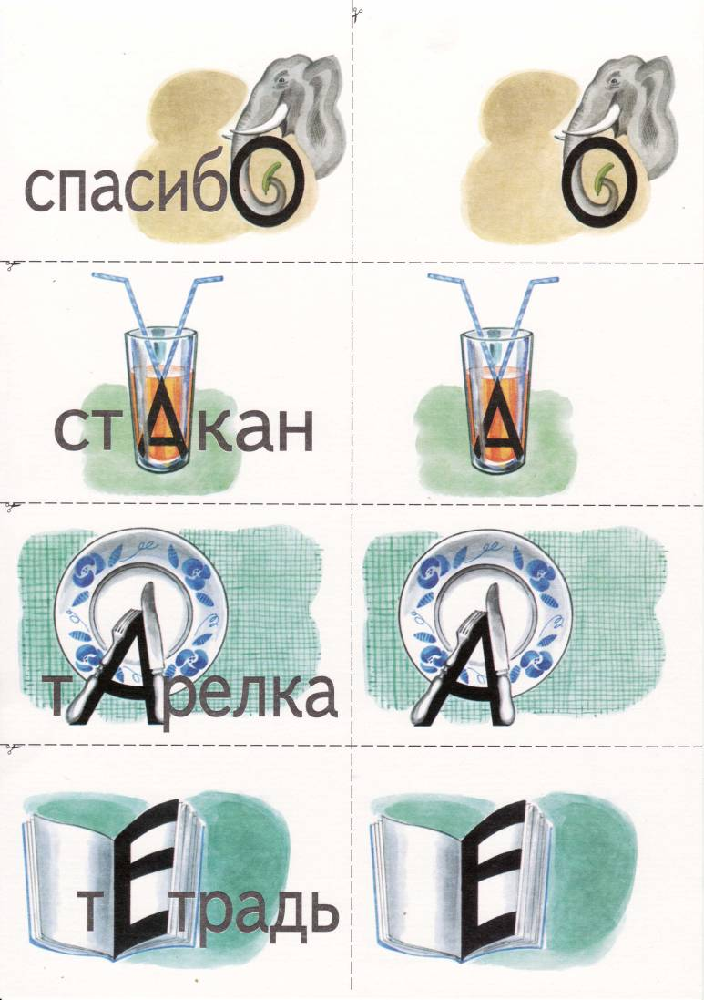 спасибО
О
стАкан
А
тАрелка
А
тЕтрадь
Е